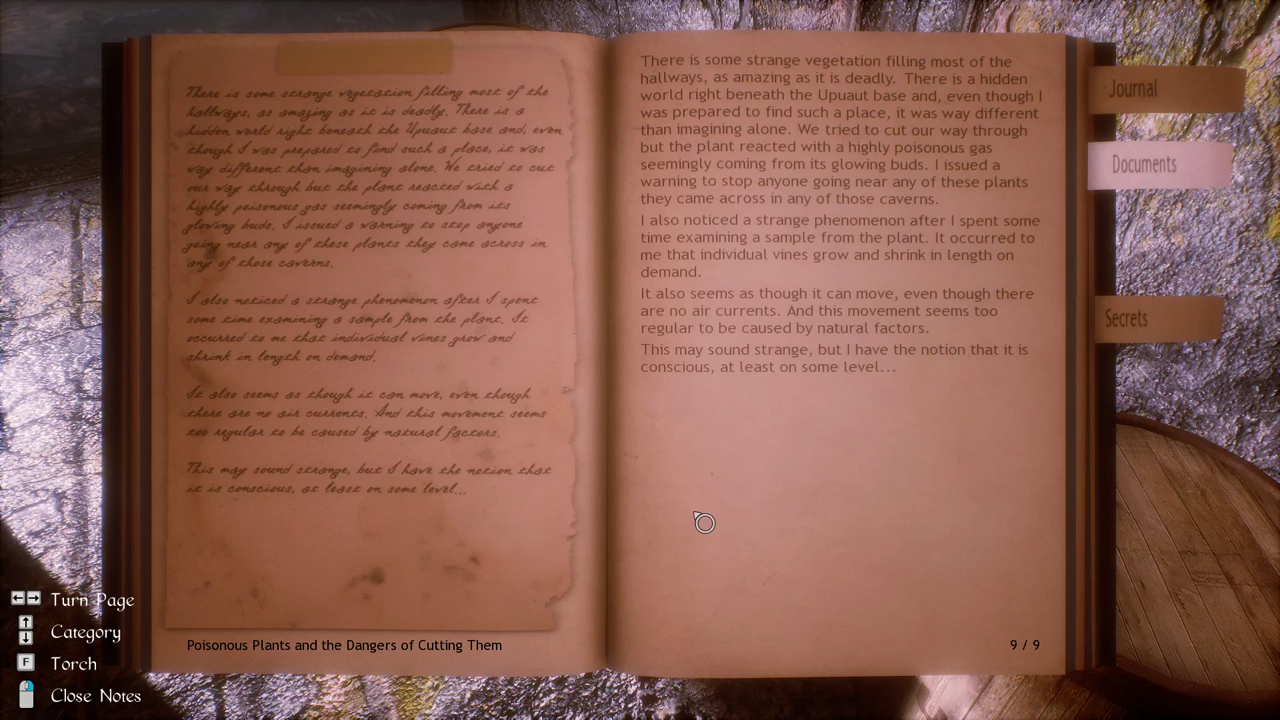 There is some strange vegetation filling most of the
hallways, as amazing as it is deadly. There is a
hidden world right beneath the Upuaut base and, even
though I was prepared to find such a place, it was
way different than imagining alone. We tried to cut
our way through but the plant reacted with a
highly poisonous gas seemingly coming from its
glowing buds. I issued a warning to stop anyone
going near any of these plants they came across in
any of those caverns.
I also noticed a strange phenomenon after I spent
some time examining a sample from the plant. It
occurred to me that individual vines grow and
shrink in length on demand.
It also seems as though it can move, even though
there are no air currents. And this movement seems
too regular to be caused by natural factors.
This may sound strange, but I have the notion that
it is conscious, at least on some level...
Poisonous Plants and the Dangers of Cutting Them
There is some strange vegetation filling most of the
hallways, as amazing as it is deadly. There is a hidden
world right beneath the Upuaut base and, even though I
was prepared to find such a place, it was way different
than imagining alone. We tried to cut our way through
but the plant reacted with a highly poisonous gas
seemingly coming from its glowing buds. I issued a
warning to stop anyone going near any of these plants
they came across in any of those caverns.
I also noticed a strange phenomenon after I spent some
time examining a sample from the plant. It occurred to
me that individual vines grow and shrink in length on
demand.
It also seems as though it can move, even though there
are no air currents. And this movement seems too
regular to be caused by natural factors.
This may sound strange, but I have the notion that it is
conscious, at least on some level...
9 / 9
Journal
Documents
Secrets
Turn Page
Category
F Torch
Close Notes